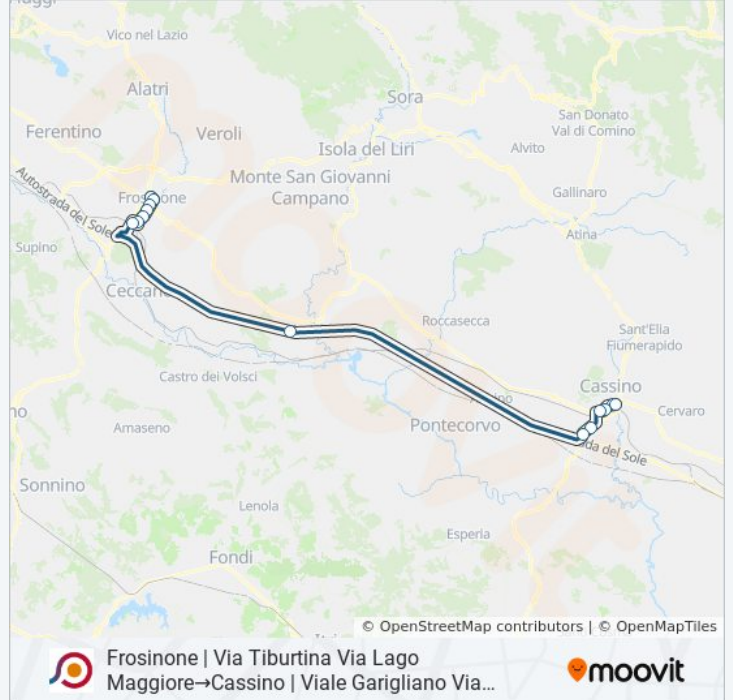 Vico nel Lazio
Alatri
Sora
San Donato
Val di Comino
Ferentino
Veroli
Isola del Liri
Alvito
Autostrada del Sole
Frosinone
Monte San Giovanni
Campano
Gallinaro
Supino
Atina
Ceccan
Roccasecca
Sant'Elia
Fiumerapido
Castro dei Volsci
Cassino
Cervaro
Amaseno
Pontecorvo
da del Sole
Sonnino
Lenola
Esperia
Fondi
© OpenStreetMap contributors | © OpenMapTiles
Frosinone | Via Tiburtina Via Lago
Maggiore→Cassino | Viale Garigliano Via…
moovit